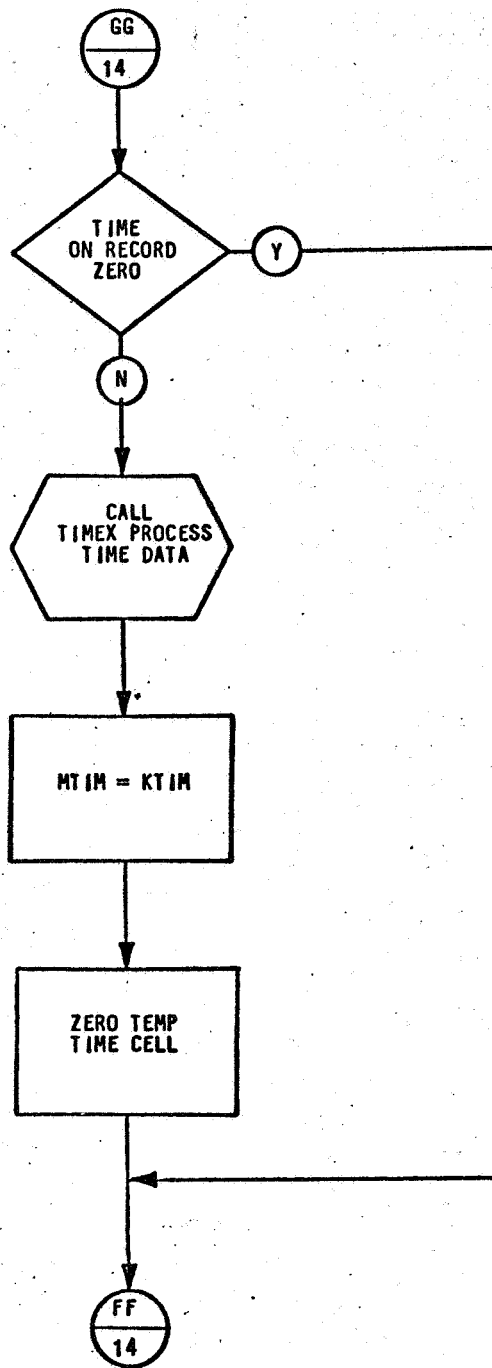 GG
14
TIME
ON RECORD
ZERO
Y
N
CALL
TIMEX PROCESS
TIME DATA
MTIM = KTIM
ZERO TEMP
TIME CELL
FF
14